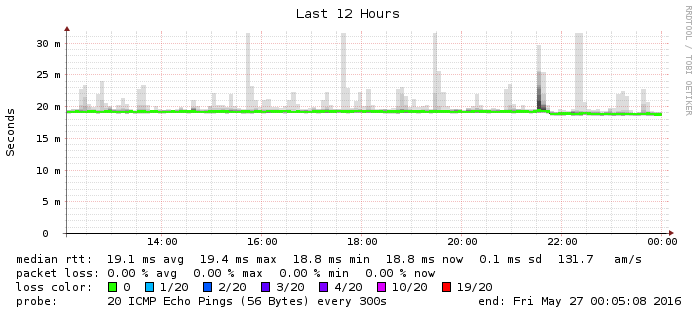 Last 12 Hours
RRDTOOL / TOBI OETIKER
Seconds
30 m
25 m
20 m
15 m
10 m
5 m
0
14:00 16:00 18:00 20:00 22:00 00:00
median rtt: 19.1 ms avg 19.4 ms max 18.8 ms min 18.8 ms now 0.1 ms sd 131.7 am/s
packet loss: 0.00 % avg 0.00 % max 0.00 % min 0.00 % now
loss color: 0 1/20 2/20 3/20 4/20 10/20 19/20
probe: 20 ICMP Echo Pings (56 Bytes) every 300s end: Fri May 27 00:05:08 2016